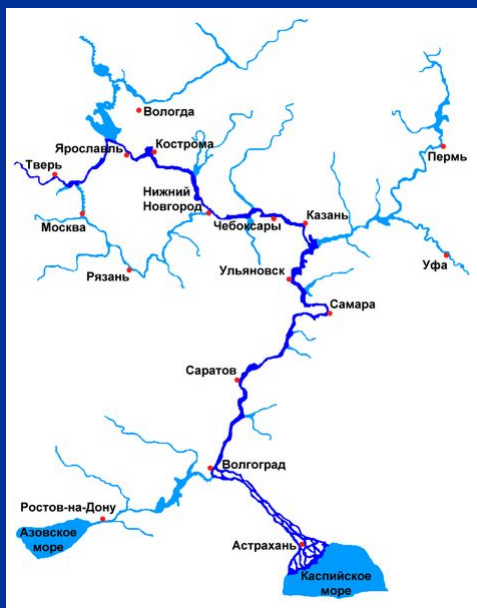 Вологда
Ярославль
Кострома
Тверь
Пермь
Нижний
Новгород
Москва
Чебоксары
Казань
Рязань
Ульяновск
Уфа
Самара
Саратов
Волгоград
Ростов-на-Дону
Азовское
море
Астрахань
Каспийское
море